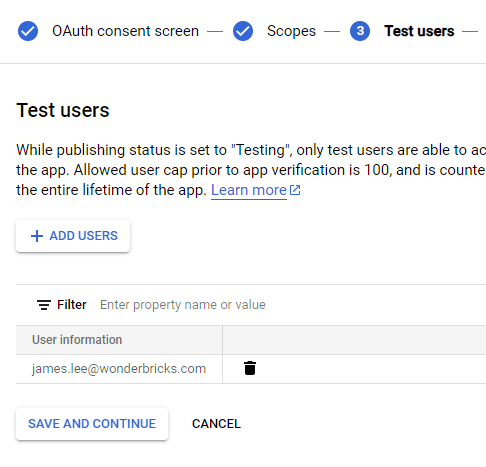 OAuth consent screen
Scopes
3 Test users
Test users
While publishing status is set to "Testing", only test users are able to ac
the app. Allowed user cap prior to app verification is 100, and is counte
the entire lifetime of the app. Learn more
ADD USERS
Filter Enter property name or value
User information
james.lee@wonderbricks.com
SAVE AND CONTINUE CANCEL